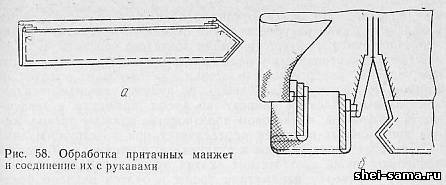 а
б
Рис. 58. Обработка притачных манжет
и соединение их с рукавами
shei-sama.ru